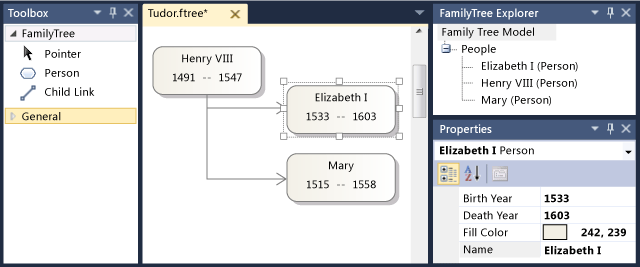 Toolbox
FamilyTree
Pointer
Person
Child Link
General
Tudor.ftree*
Henry VIII
1491 -- 1547
Elizabeth I
1533 -- 1603
Mary
1515 -- 1558
FamilyTree Explorer
Family Tree Model
People
Elizabeth I (Person)
Henry VIII (Person)
Mary (Person)
Properties
Elizabeth I Person
Birth Year 1533
Death Year 1603
Fill Color 242, 239
Name Elizabeth I